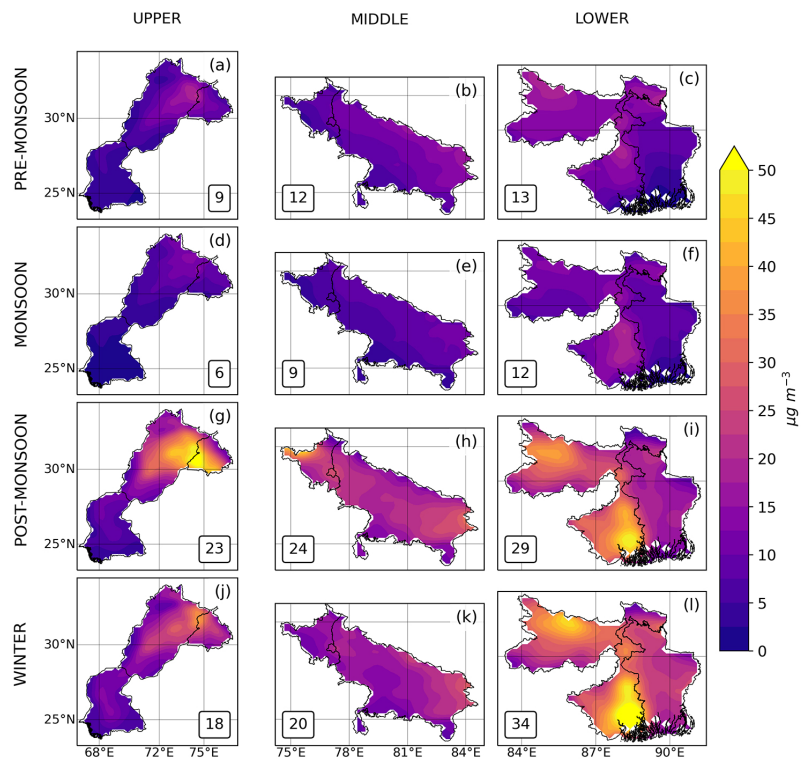 UPPER MIDDLE LOWER
PRE-MONSOON
(a) (b) (c)
30°N
25°N
9 12 13
MONSOON
(d) (e) (f)
30°N
25°N
6 9 12
POST-MONSOON
(g) (h) (i)
30°N
25°N
23 24 29
WINTER
(j) (k) (l)
30°N
25°N
18 20 34
68°E 72°E 75°E 75°E 78°E 81°E 84°E 84°E 87°E 90°E
50
45
40
35
30
25
20
15
10
5
0
µg m⁻³